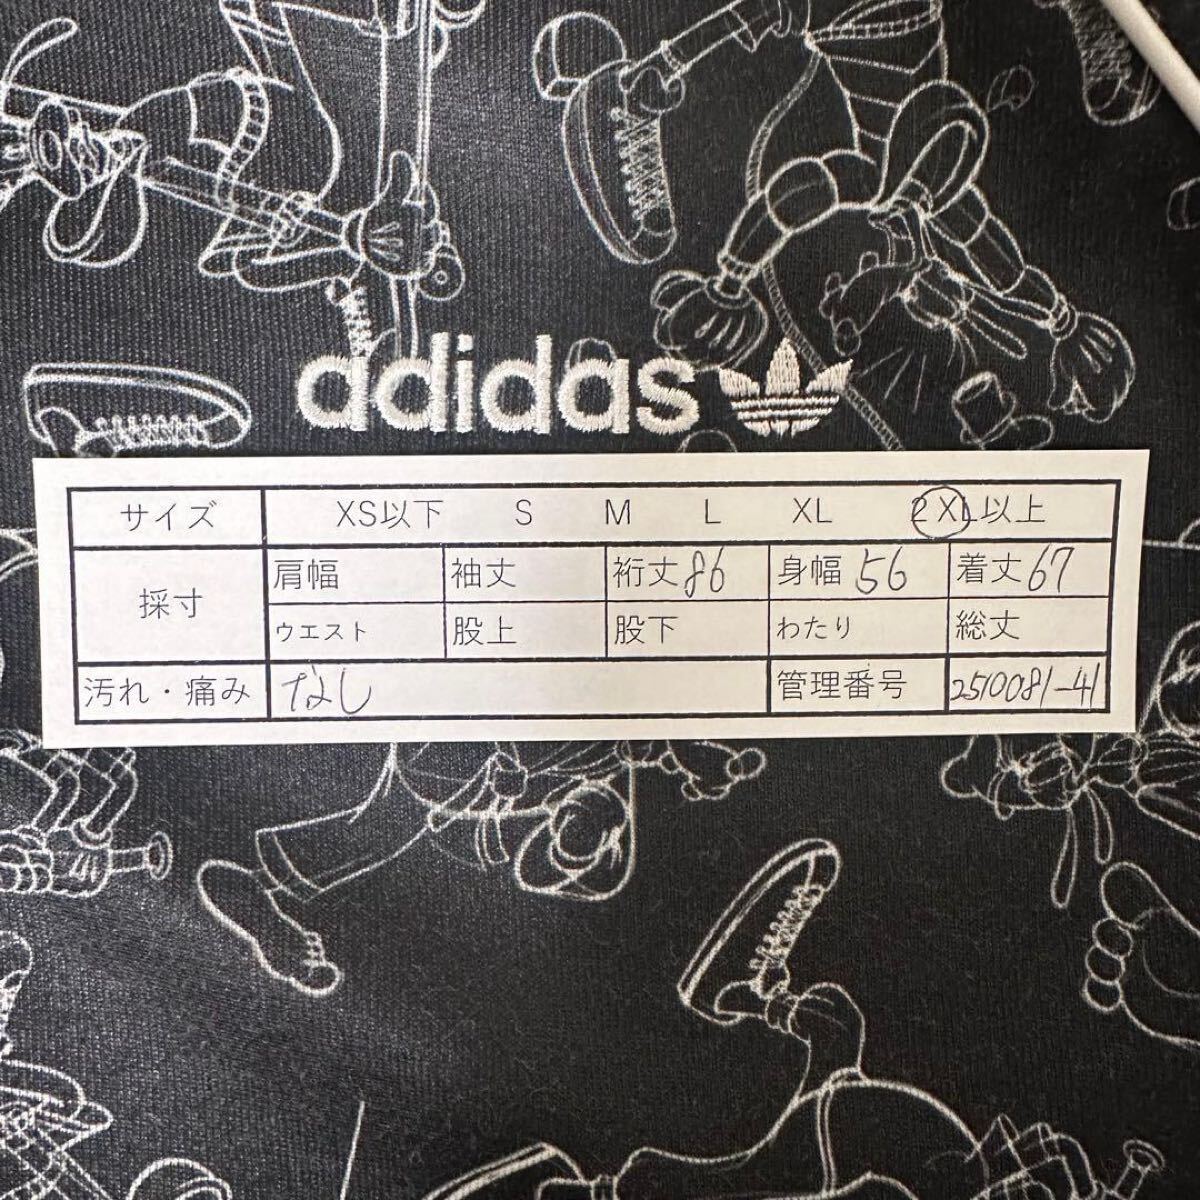 adidas
サイズ XS以下 S M L XL 2XL以上
採寸 肩幅 袖丈 裄丈 86 身幅 56 着丈 67
ウエスト 股上 股下 わたり 総丈
汚れ・痛み なし 管理番号 2510081-41